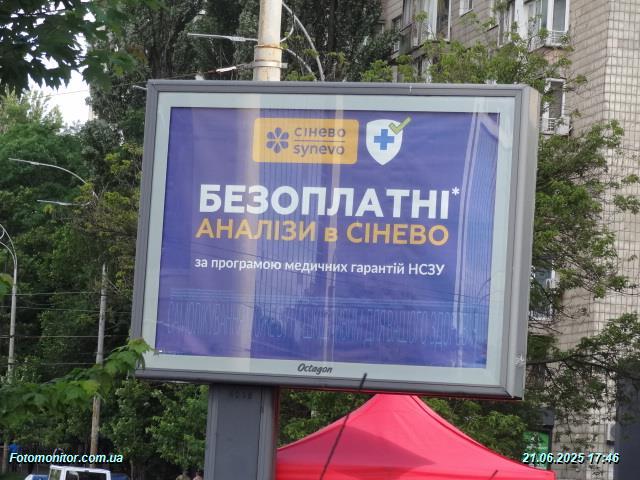 сінево
synevo
БЕЗОПЛАТНІ*
АНАЛІЗИ в СІНЕВО
за програмою медичних гарантій НСЗУ
Octagon
Fotomonitor.com.ua
21.06.2025 17:46